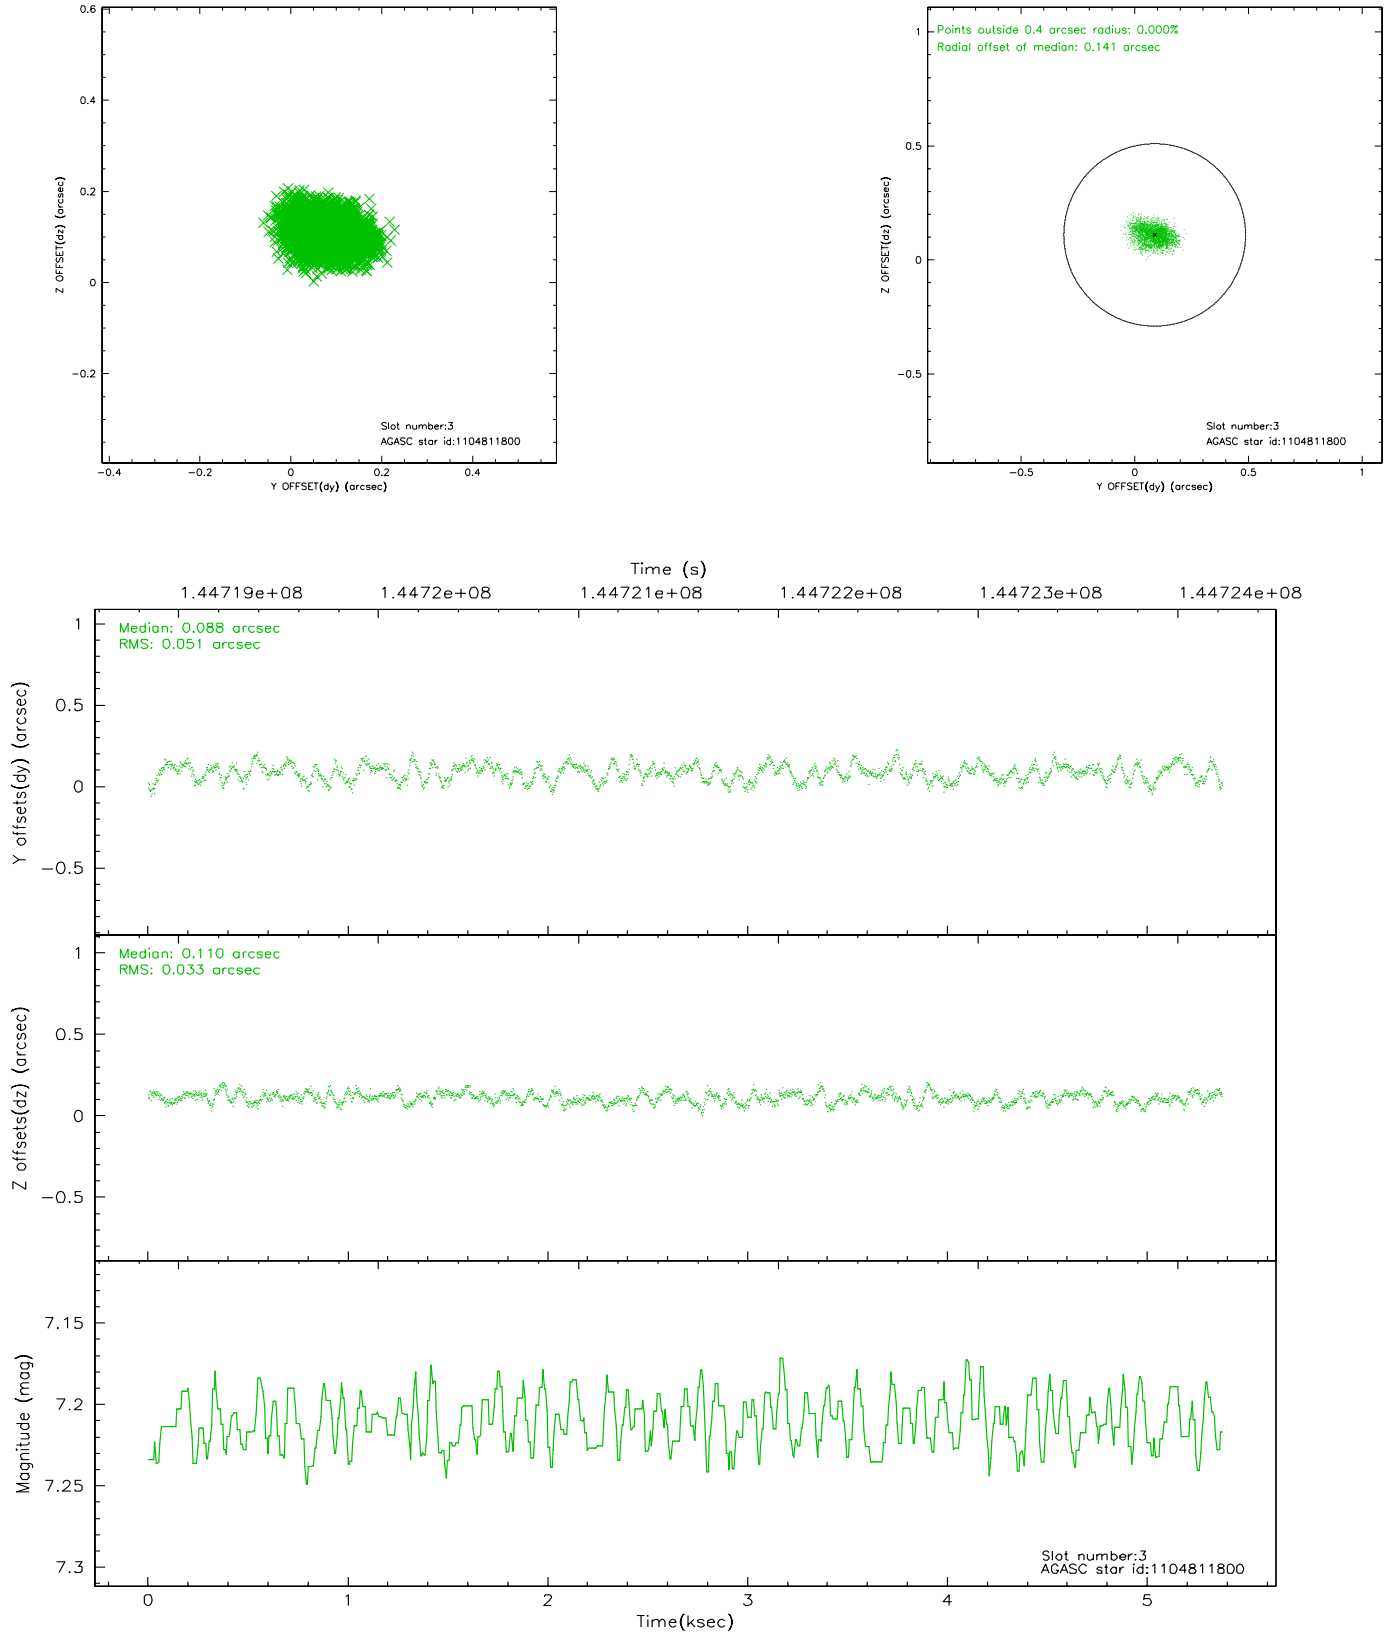 0.6
0.4
0.2
0
−0.2
Z OFFSET(dz) (arcsec)
Slot number:3
AGASC star id:1104811800
−0.4
−0.2
0
0.2
0.4
Y OFFSET(dy) (arcsec)
Points outside 0.4 arcsec radius: 0.000%
Radial offset of median: 0.141 arcsec
1
0.5
0
−0.5
Z OFFSET(dz) (arcsec)
Slot number:3
AGASC star id:1104811800
−0.5
0
0.5
1
Y OFFSET(dy) (arcsec)
Time (s)
1.44719e+08
1.4472e+08
1.44721e+08
1.44722e+08
1.44723e+08
1.44724e+08
Median: 0.088 arcsec
RMS: 0.051 arcsec
1
0.5
0
−0.5
Y offsets(dy) (arcsec)
Median: 0.110 arcsec
RMS: 0.033 arcsec
1
0.5
0
−0.5
Z offsets(dz) (arcsec)
7.15
7.2
7.25
7.3
Magnitude (mag)
Slot number:3
AGASC star id:1104811800
0
1
2
3
4
5
Time(ksec)